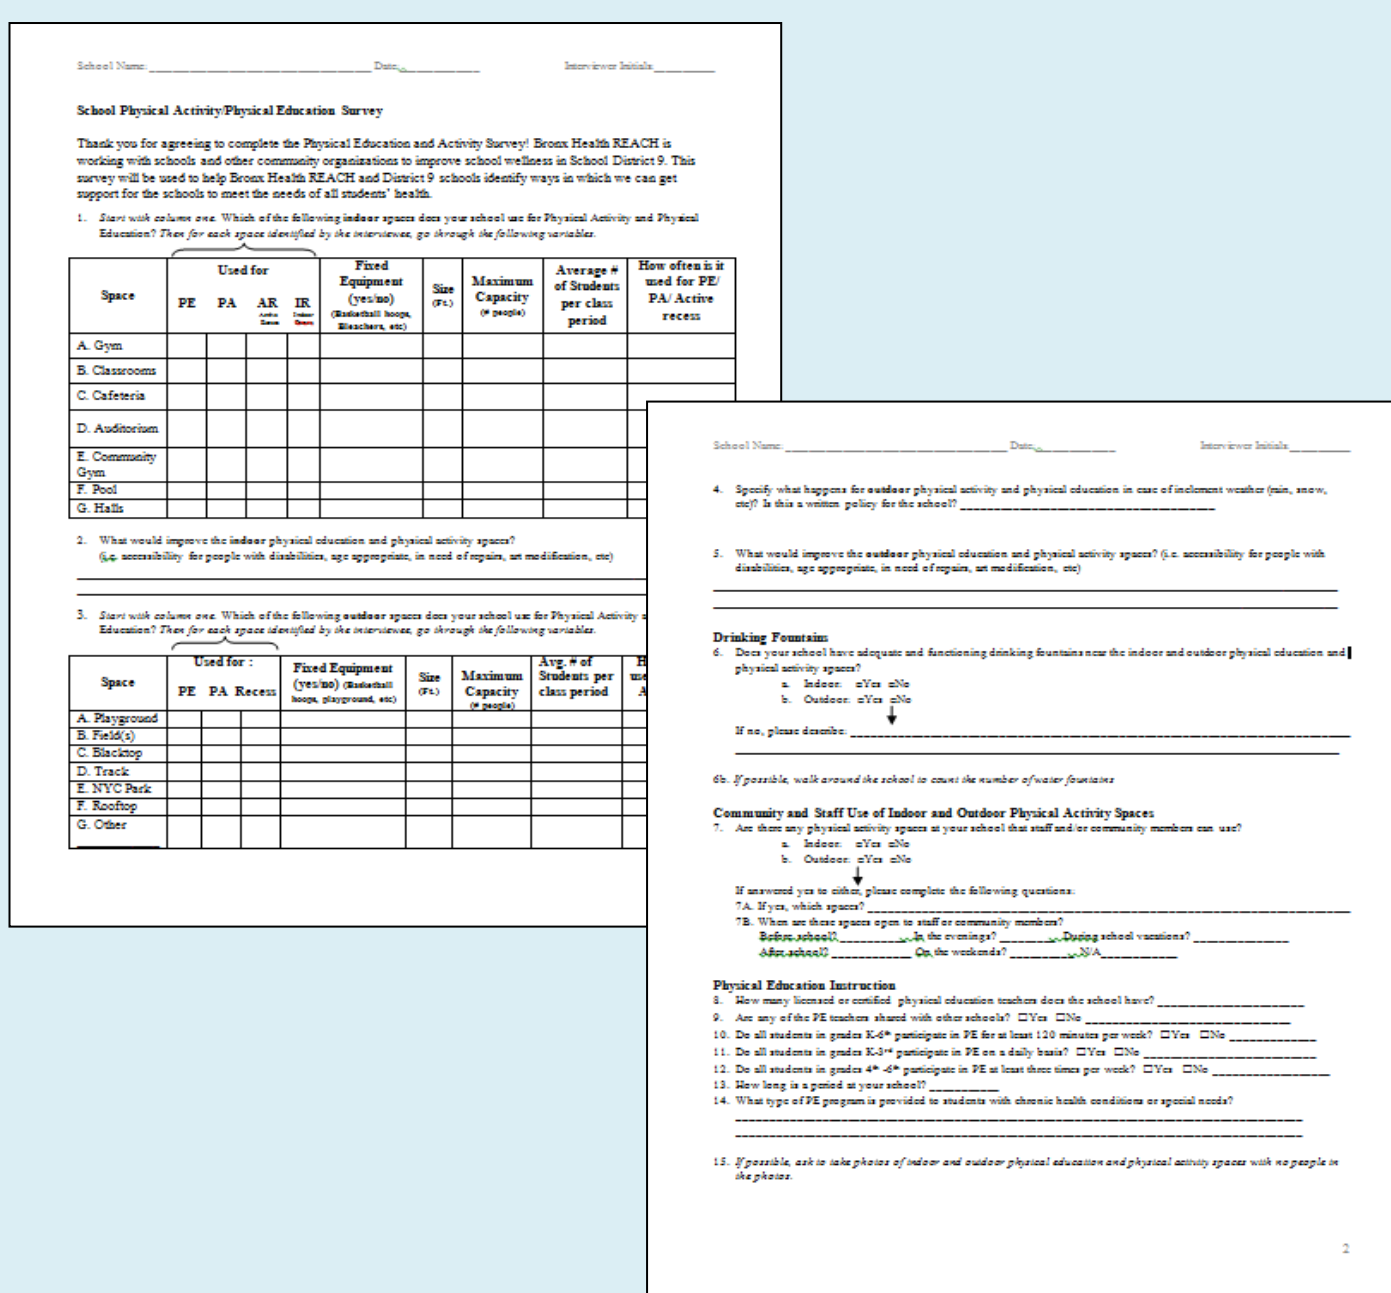 School Name: ________ Date: ________ Interviewer Initials: ________
School Physical Activity/Physical Education Survey
Thank you for agreeing to complete the Physical Education and Activity Survey! Bronx Health REACH is
working with schools and other community organizations to improve school wellness in School District 9. This
survey will be used to help Bronx Health REACH and District 9 schools identify ways in which we can get
support for the schools to meet the needs of all students' health.
1. Start with column one. Which of the following indoor spaces does your school use for Physical Activity and Physical
Education? Then for each space identified by the interviewee, go through the following variables.
Space
Used for
PE PA AR IR
Fixed
Equipment
(yes/no)
(Basketball hoops,
Bleachers, etc)
Size
(Ft.)
Maximum
Capacity
(# people)
Average #
of Students
per class
period
How often is it
used for PE/
PA/ Active
recess
A. Gym
B. Classrooms
C. Cafeteria
D. Auditorium
E. Community
Gym
F. Pool
G. Halls
2. What would improve the indoor physical education and physical activity spaces?
(i.e. accessibility for people with disabilities, age appropriate, in need of repairs, art modification, etc)
3. Start with column one. Which of the following outdoor spaces does your school use for Physical Activity
Education? Then for each space identified by the interviewee, go through the following variables.
Space
Used for :
PE PA Recess
Fixed Equipment
(yes/no) (Basketball
hoops, playground, etc)
Size
(Ft.)
Maximum
Capacity
(# people)
Avg. # of
Students per
class period
A. Playground
B. Field(s)
C. Blacktop
D. Track
E. NYC Park
F. Rooftop
G. Other
School Name: ________ Date: ________ Interviewer Initials: ________
4. Specify what happens for outdoor physical activity and physical education in case of inclement weather (rain, snow,
etc)? Is this a written policy for the school? ________
5. What would improve the outdoor physical education and physical activity spaces? (i.e. accessibility for people with
disabilities, age appropriate, in need of repairs, art modification, etc)
Drinking Fountains
6. Does your school have adequate and functioning drinking fountains near the indoor and outdoor physical education and
physical activity spaces?
a. Indoor: □Yes □No
b. Outdoor: □Yes □No
If no, please describe: ________
6b. If possible, walk around the school to count the number of water fountains
Community and Staff Use of Indoor and Outdoor Physical Activity Spaces
7. Are there any physical activity spaces at your school that staff and/or community members can use?
a. Indoor: □Yes □No
b. Outdoor: □Yes □No
If answered yes to either, please complete the following questions:
7A. If yes, which spaces? ________
7B. When are these spaces open to staff or community members?
Before school? ________ In the evenings? ________ During school vacations? ________
After school? ________ On the weekends? ________ N/A ________
Physical Education Instruction
8. How many licensed or certified physical education teachers does the school have? ________
9. Are any of the PE teachers shared with other schools? □Yes □No ________
10. Do all students in grades K-6th participate in PE for at least 120 minutes per week? □Yes □No ________
11. Do all students in grades K-3rd participate in PE on a daily basis? □Yes □No ________
12. Do all students in grades 4th -6th participate in PE at least three times per week? □Yes □No ________
13. How long is a period at your school? ________
14. What type of PE program is provided to students with chronic health conditions or special needs?
15. If possible, ask to take photos of indoor and outdoor physical education and physical activity spaces with no people in
the photos.
2